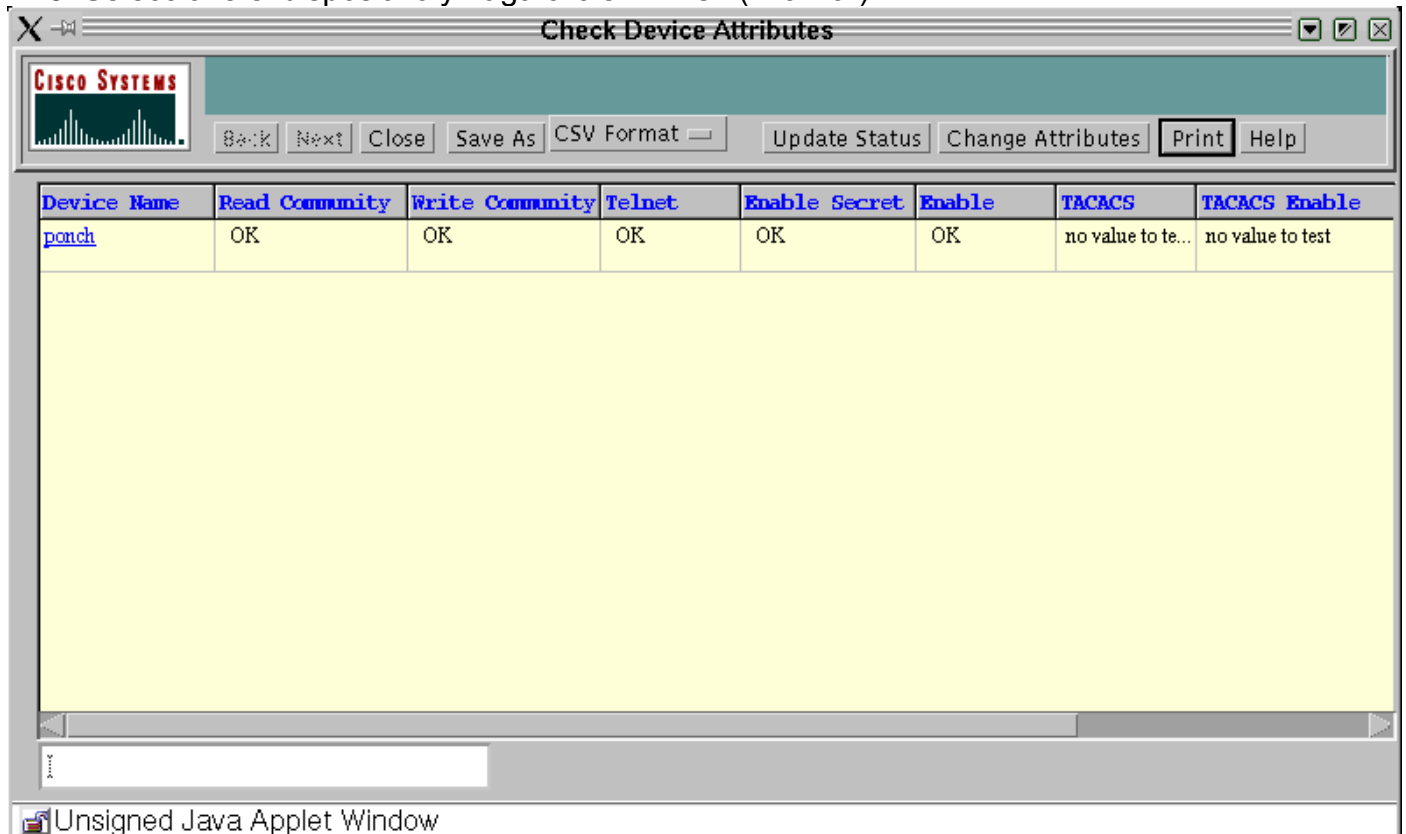 Check Device Attributes
CISCO SYSTEMS
Back Next Close Save As CSV Format Update Status Change Attributes Print Help
Device Name Read Community Write Community Telnet Enable Secret Enable TACACS TACACS Enable
ponch OK OK OK OK OK no value to te... no value to test
Unsigned Java Applet Window